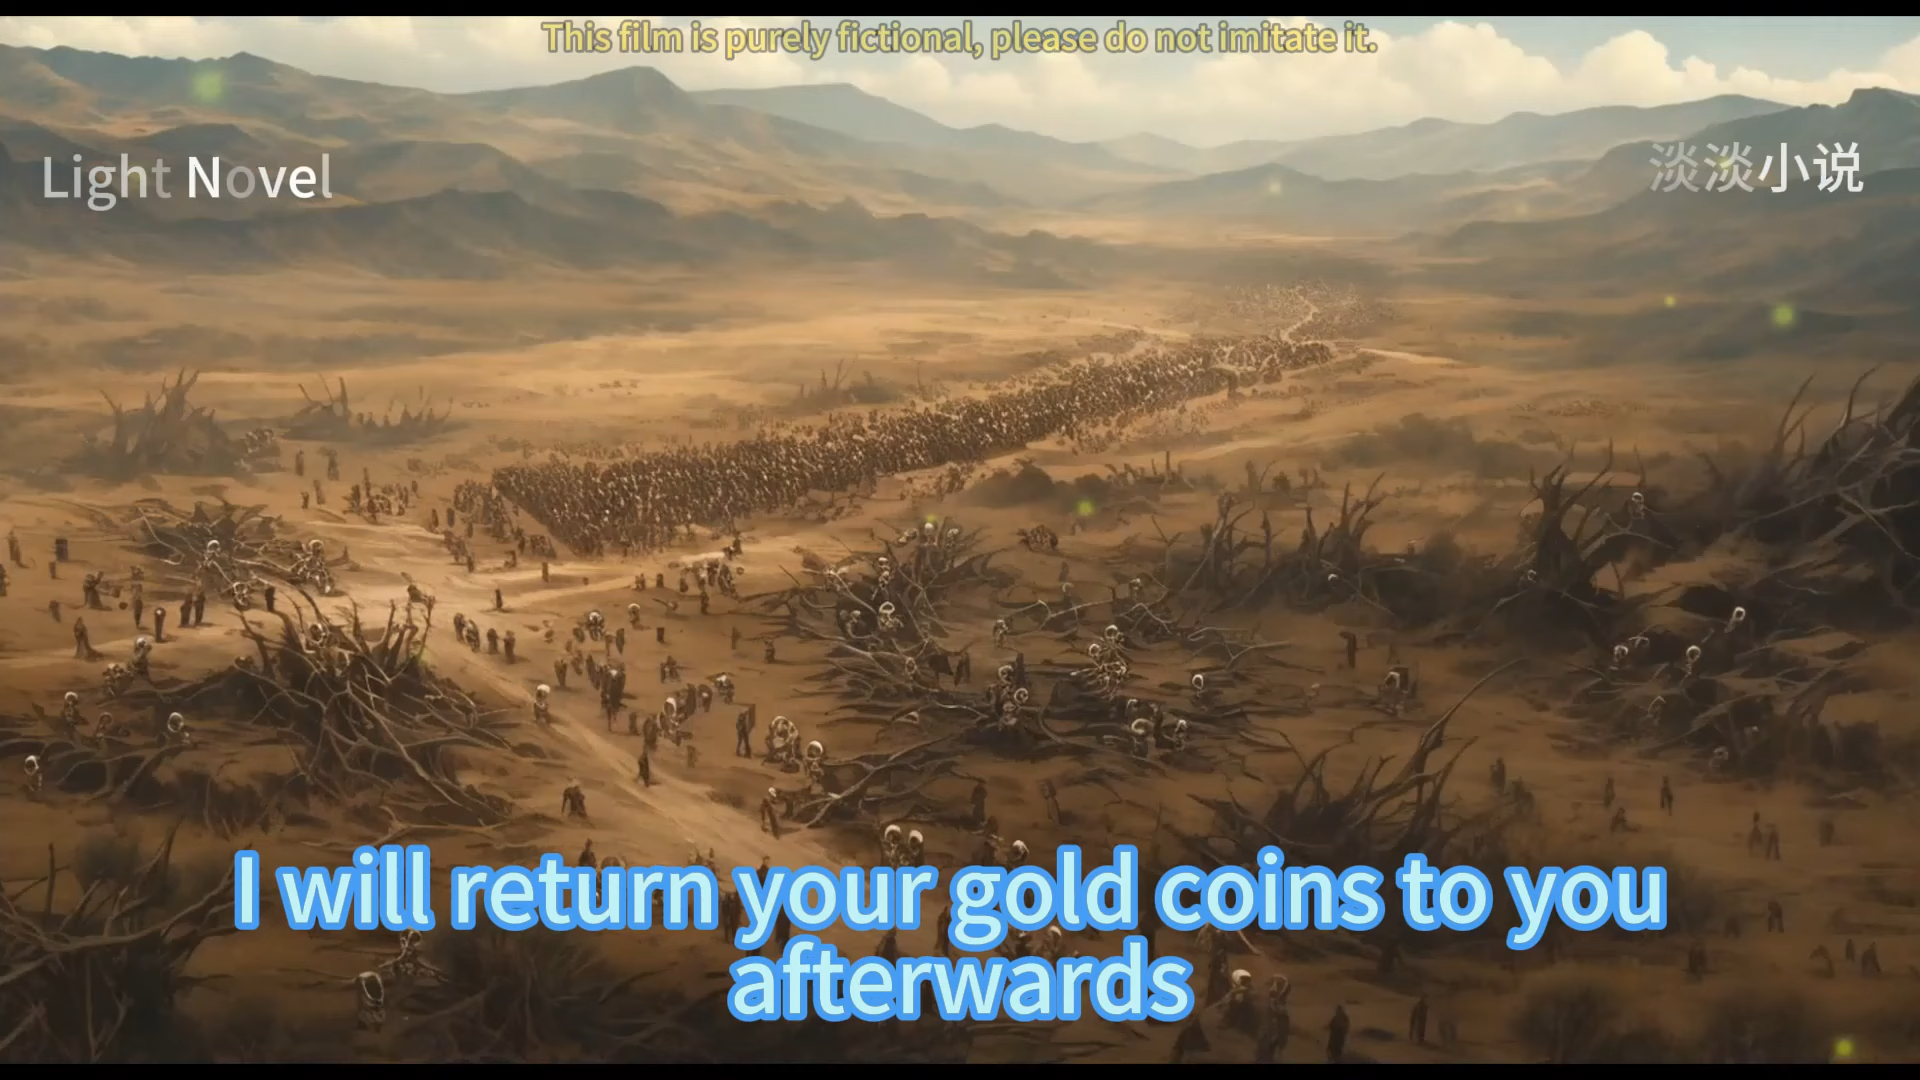 This film is purely fictional, please do not imitate it.
Light Novel
淡淡小说
I will return your gold coins to you
afterwards